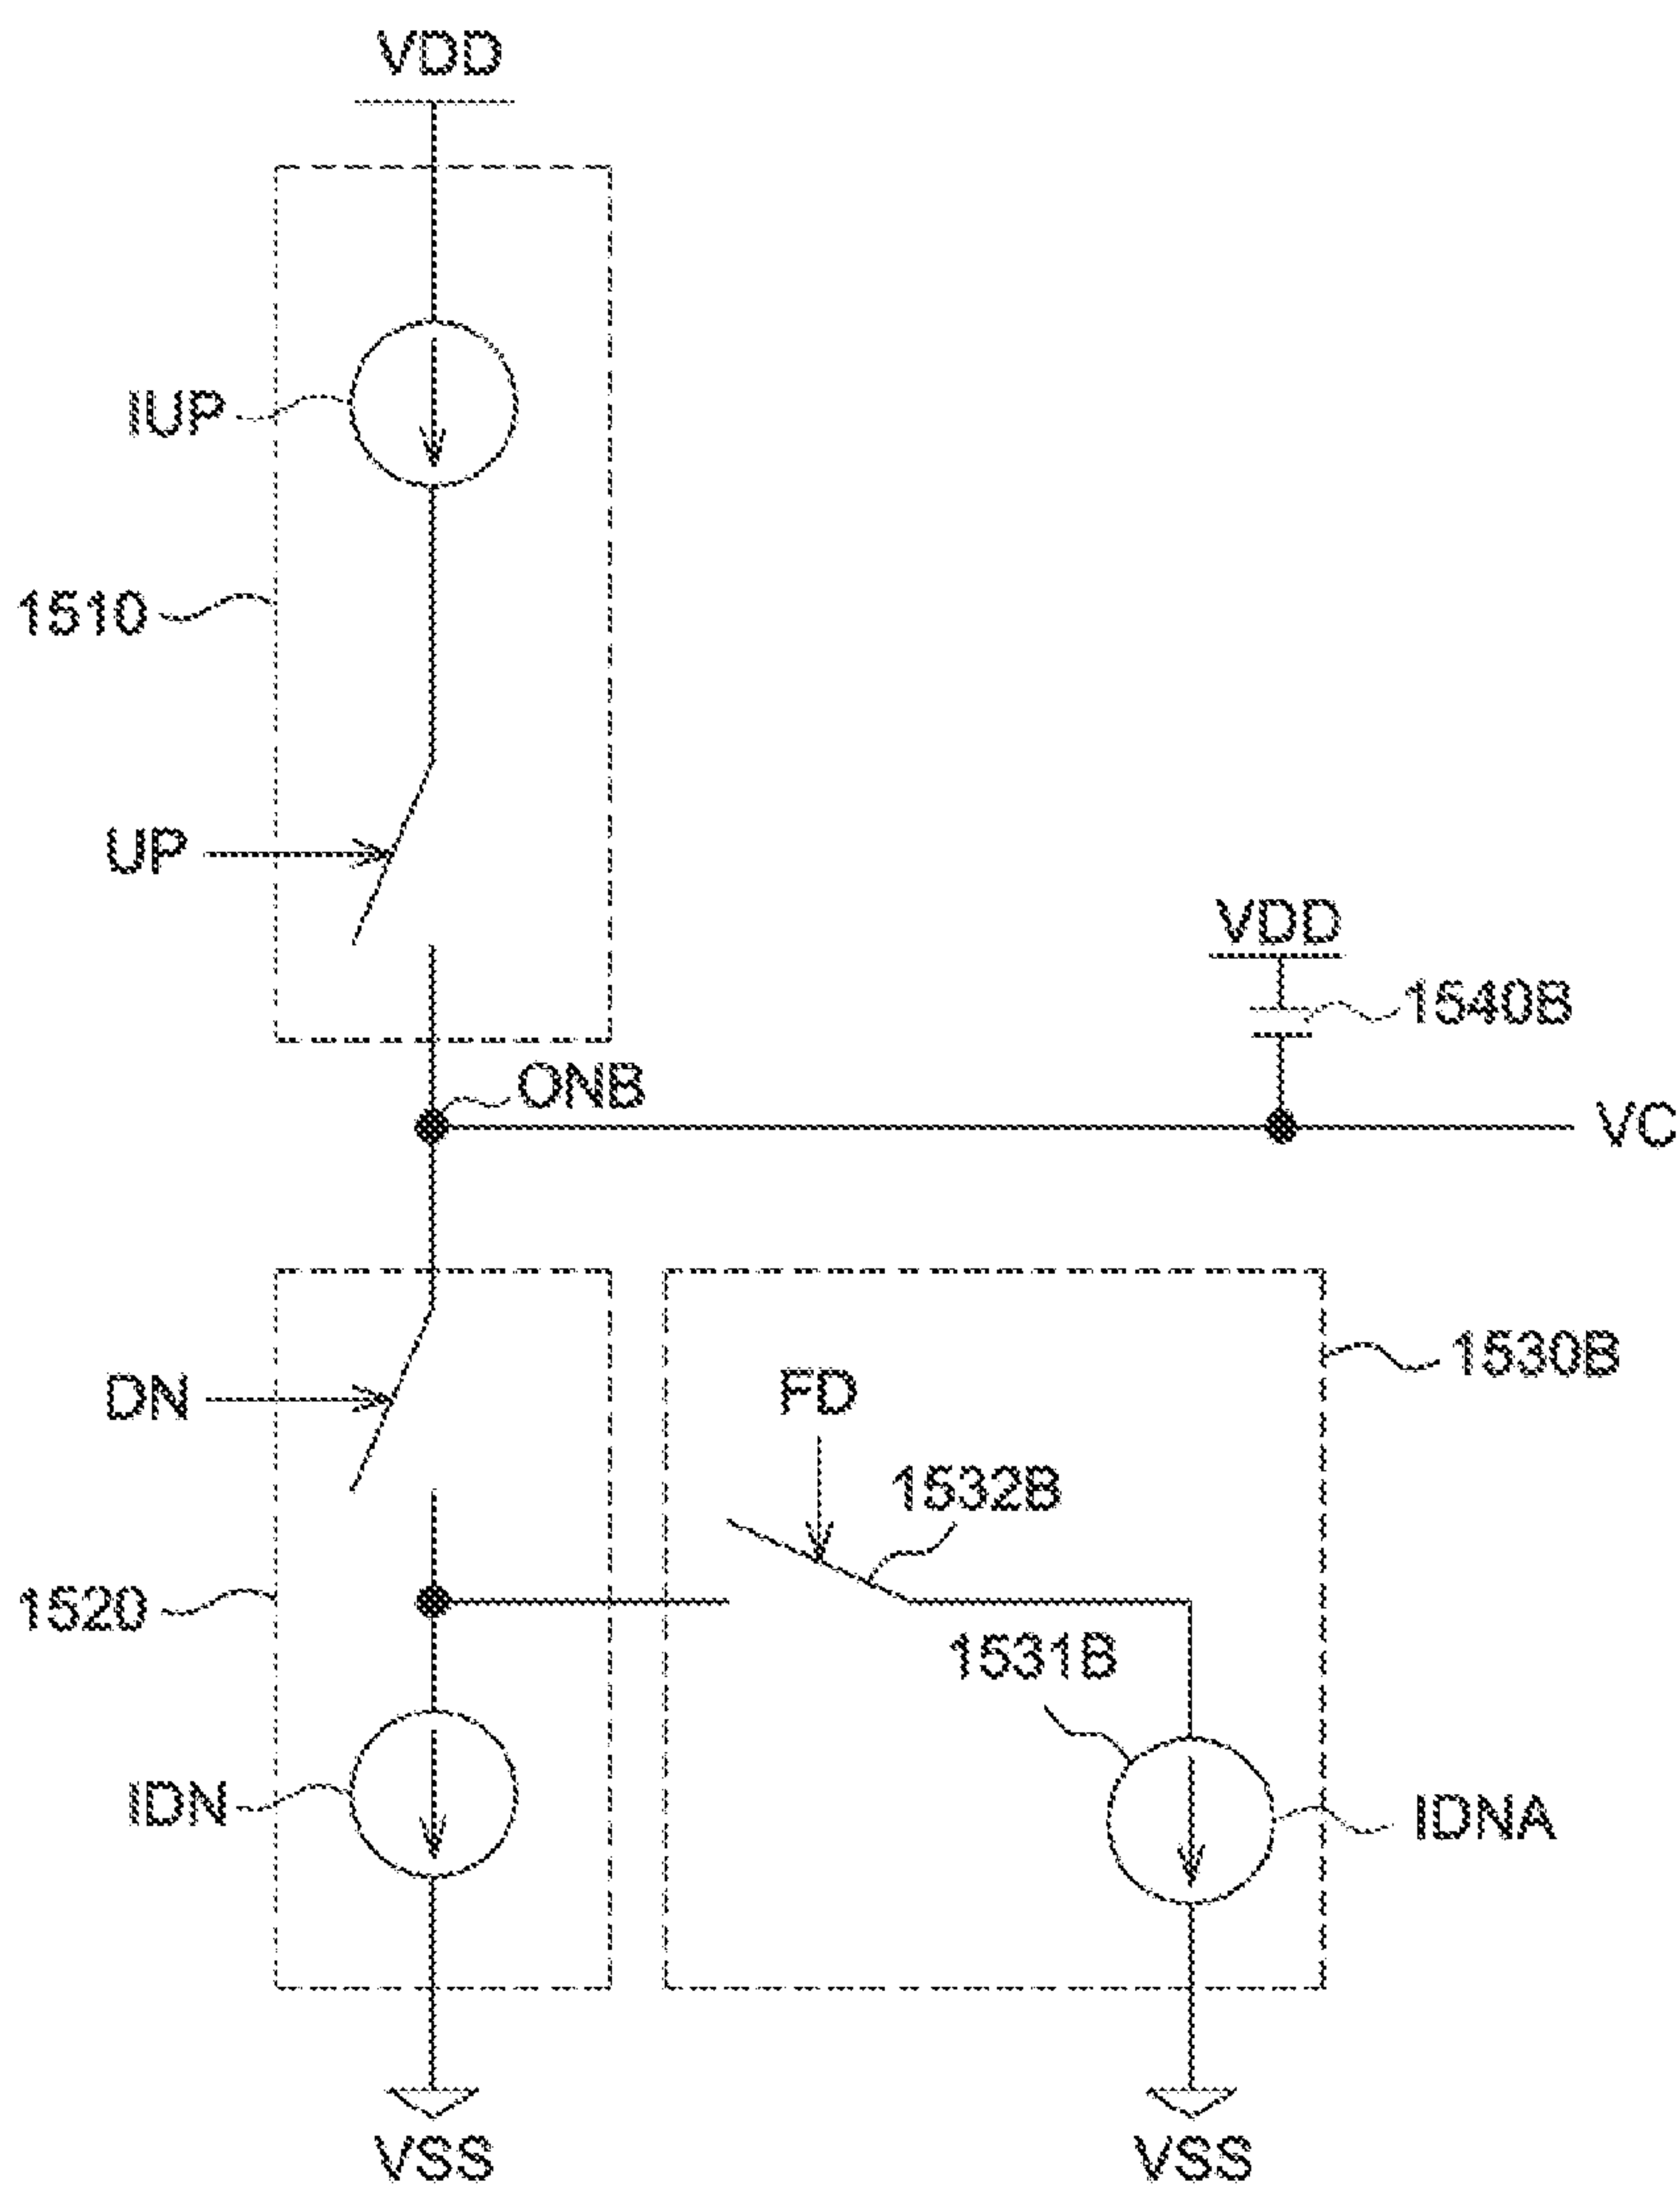 VDD
IUP
1510
UP
VDD
1540B
ONB
VC
1530B
DN
FD
1532B
1520
1531B
IDN
IDNA
VSS
VSS